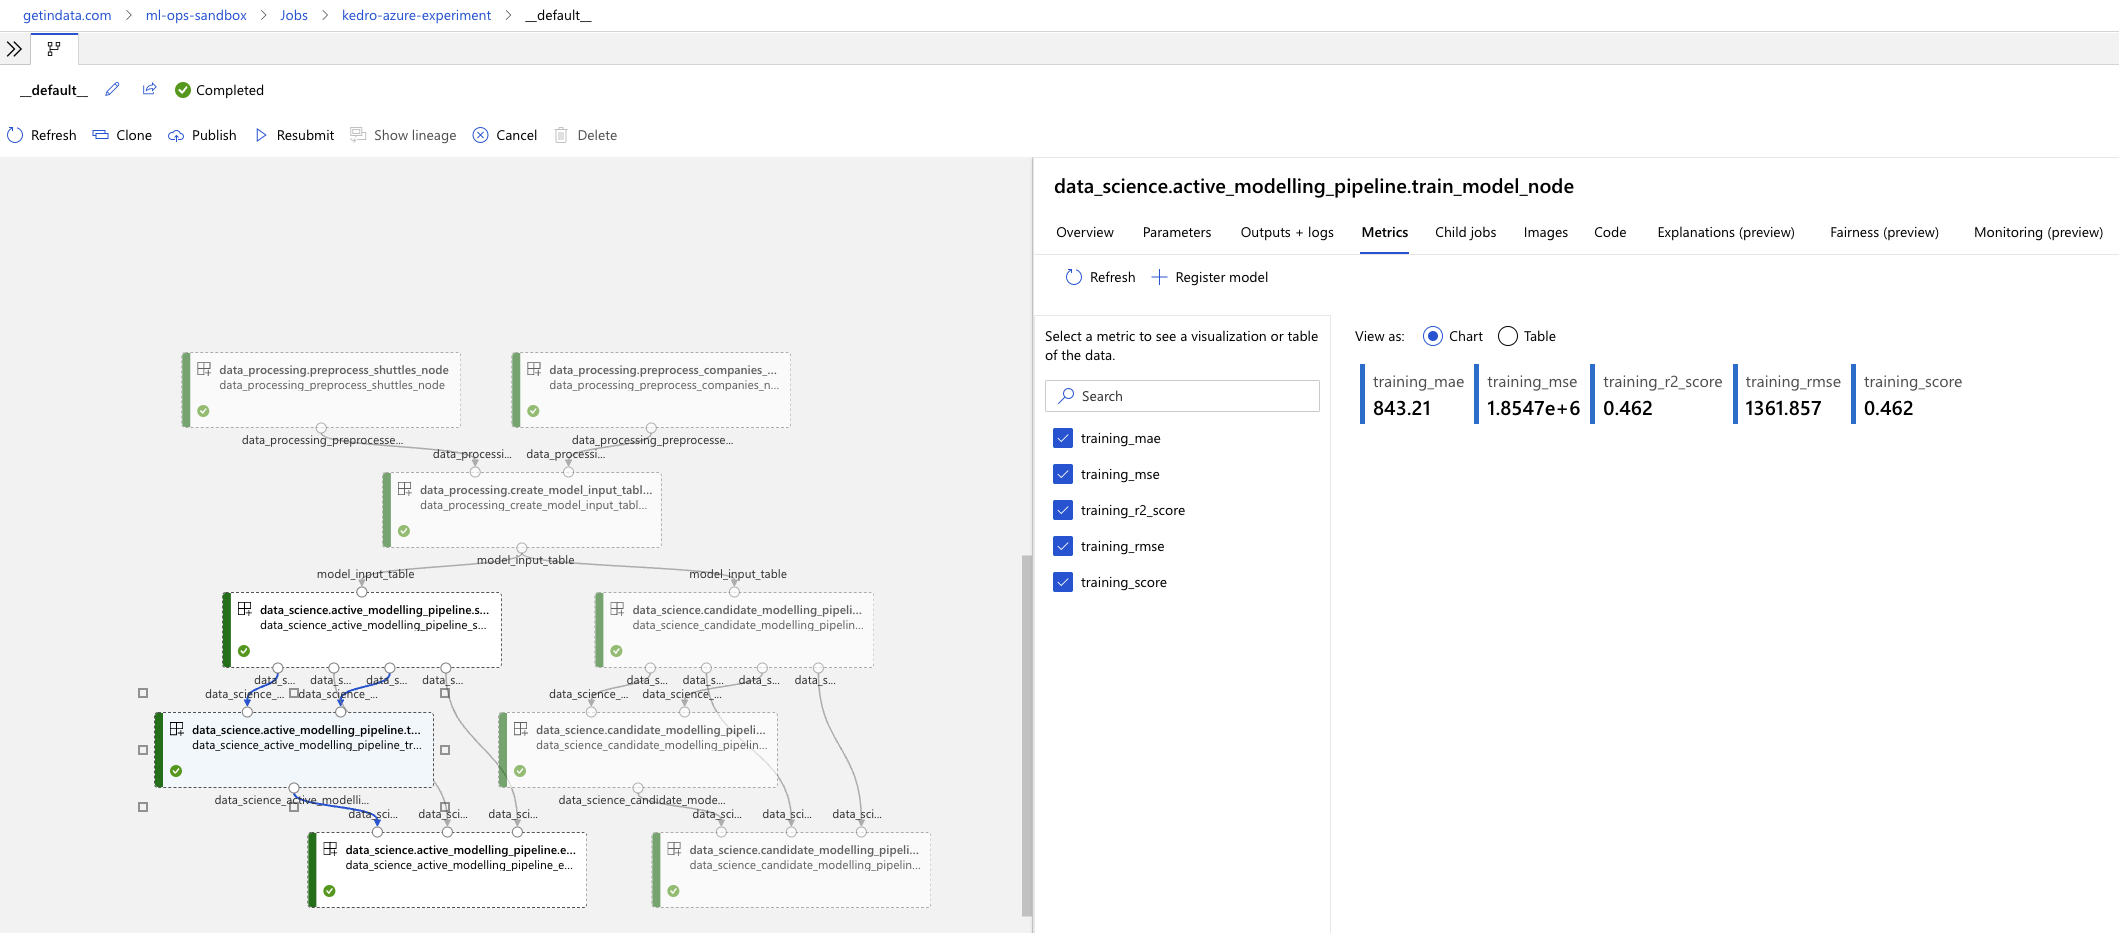 getindata.com > ml-ops-sandbox > Jobs > kedro-azure-experiment > __default__
__default__ Completed
Refresh Clone Publish Resubmit Show lineage Cancel Delete
data_processing.preprocess_shuttles_node
data_processing_preprocess_shuttles_node
data_processing.preprocess_companies_...
data_processing_preprocess_companies_n...
data_processing_preprocesse...
data_processing_preprocesse...
data_processi...
data_processi...
data_processing.create_model_input_tabl...
data_processing_create_model_input_tabl...
model_input_table
model_input_table
model_input_table
data_science.active_modelling_pipeline.s...
data_science_active_modelling_pipeline_s...
data_science.candidate_modelling_pipeli...
data_science_candidate_modelling_pipelin...
data_s... data_s... data_s... data_s...
data_s... data_s... data_s... data_s...
data_science_... data_science_...
data_science_... data_science_...
data_science.active_modelling_pipeline.t...
data_science_active_modelling_pipeline_tr...
data_science.candidate_modelling_pipeli...
data_science_candidate_modelling_pipelin...
data_science_active_modelli...
data_science_candidate_mode...
data_sci... data_sci... data_sci...
data_sci... data_sci... data_sci...
data_science.active_modelling_pipeline.e...
data_science_active_modelling_pipeline_e...
data_science.candidate_modelling_pipeli...
data_science_candidate_modelling_pipelin...
data_science.active_modelling_pipeline.train_model_node
Overview Parameters Outputs + logs Metrics Child jobs Images Code Explanations (preview) Fairness (preview) Monitoring (preview)
Refresh Register model
Select a metric to see a visualization or table
of the data.
Search
training_mae
training_mse
training_r2_score
training_rmse
training_score
View as: Chart Table
training_mae training_mse training_r2_score training_rmse training_score
843.21 1.8547e+6 0.462 1361.857 0.462